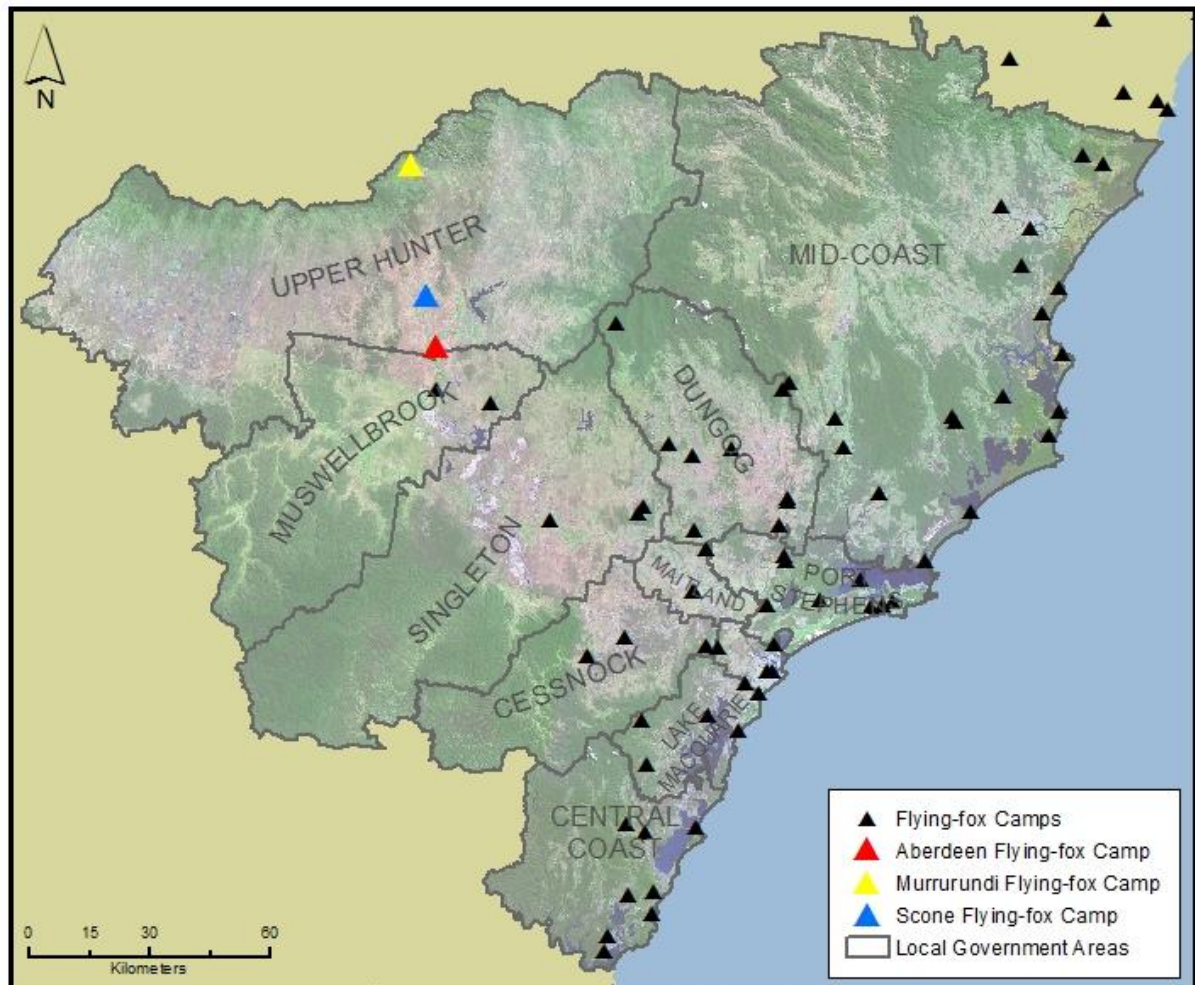 N
UPPER HUNTER
MID-COAST
DUNGOG
MUSWELLBROOK
SINGLETON
MAITLAND
PORT
STEPHENS
CESSNOCK
LAKE
MACQUARIE
CENTRAL
COAST
Flying-fox Camps
Aberdeen Flying-fox Camp
Murrurundi Flying-fox Camp
Scone Flying-fox Camp
Local Government Areas
0 15 30 60
Kilometers